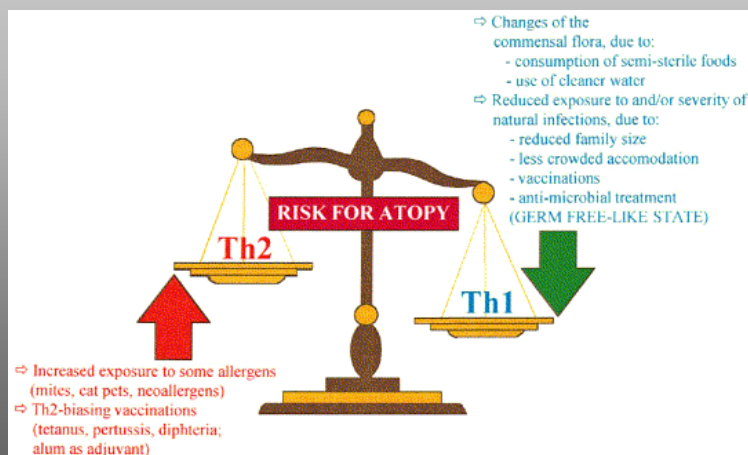 ⇨ Changes of the
commensal flora, due to:
- consumption of semi-sterile foods
- use of cleaner water
⇨ Reduced exposure to and/or severity of
natural infections, due to:
- reduced family size
- less crowded accomodation
- vaccinations
- anti-microbial treatment
(GERM FREE-LIKE STATE)
RISK FOR ATOPY
Th2
Th1
⇨ Increased exposure to some allergens
(mites, cat pets, neoallergens)
⇨ Th2-biasing vaccinations
(tetanus, pertussis, diphteria;
alum as adjuvant)